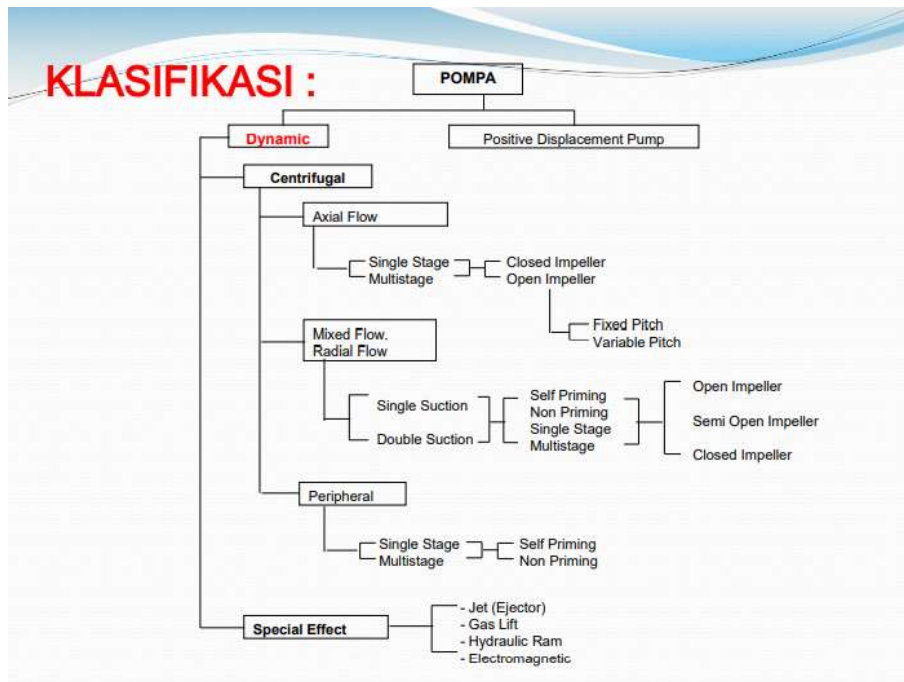 KLASIFIKASI :
POMPA
Dynamic
Positive Displacement Pump
Centrifugal
Axial Flow
Single Stage
Multistage
Closed Impeller
Open Impeller
Fixed Pitch
Variable Pitch
Mixed Flow.
Radial Flow
Single Suction
Double Suction
Self Priming
Non Priming
Single Stage
Multistage
Open Impeller
Semi Open Impeller
Closed Impeller
Peripheral
Single Stage
Multistage
Self Priming
Non Priming
Special Effect
- Jet (Ejector)
- Gas Lift
- Hydraulic Ram
- Electromagnetic